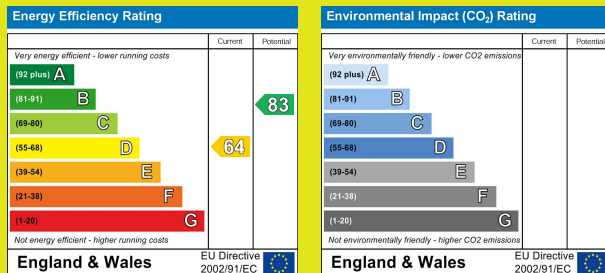 Energy Efficiency Rating
Current Potential
Very energy efficient - lower running costs
(92 plus) A
(81-91) B
83
(69-80) C
(55-68) D
64
(39-54) E
(21-38) F
(1-20) G
Not energy efficient - higher running costs
England & Wales
EU Directive
2002/91/EC
Environmental Impact (CO₂) Rating
Current Potential
Very environmentally friendly - lower CO2 emissions
(92 plus) A
(81-91) B
(69-80) C
(55-68) D
(39-54) E
(21-38) F
(1-20) G
Not environmentally friendly - higher CO2 emissions
England & Wales
EU Directive
2002/91/EC